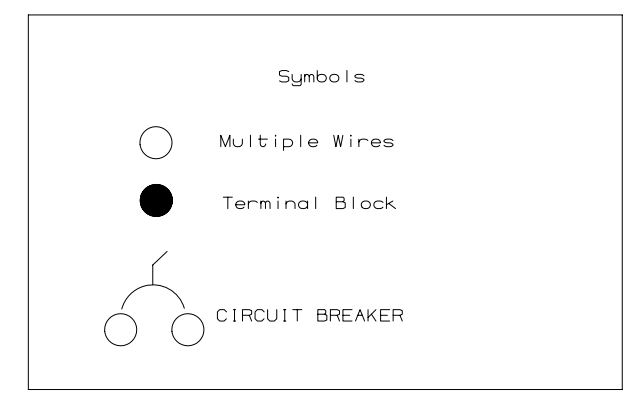 Symbols
Multiple Wires
Terminal Block
CIRCUIT BREAKER